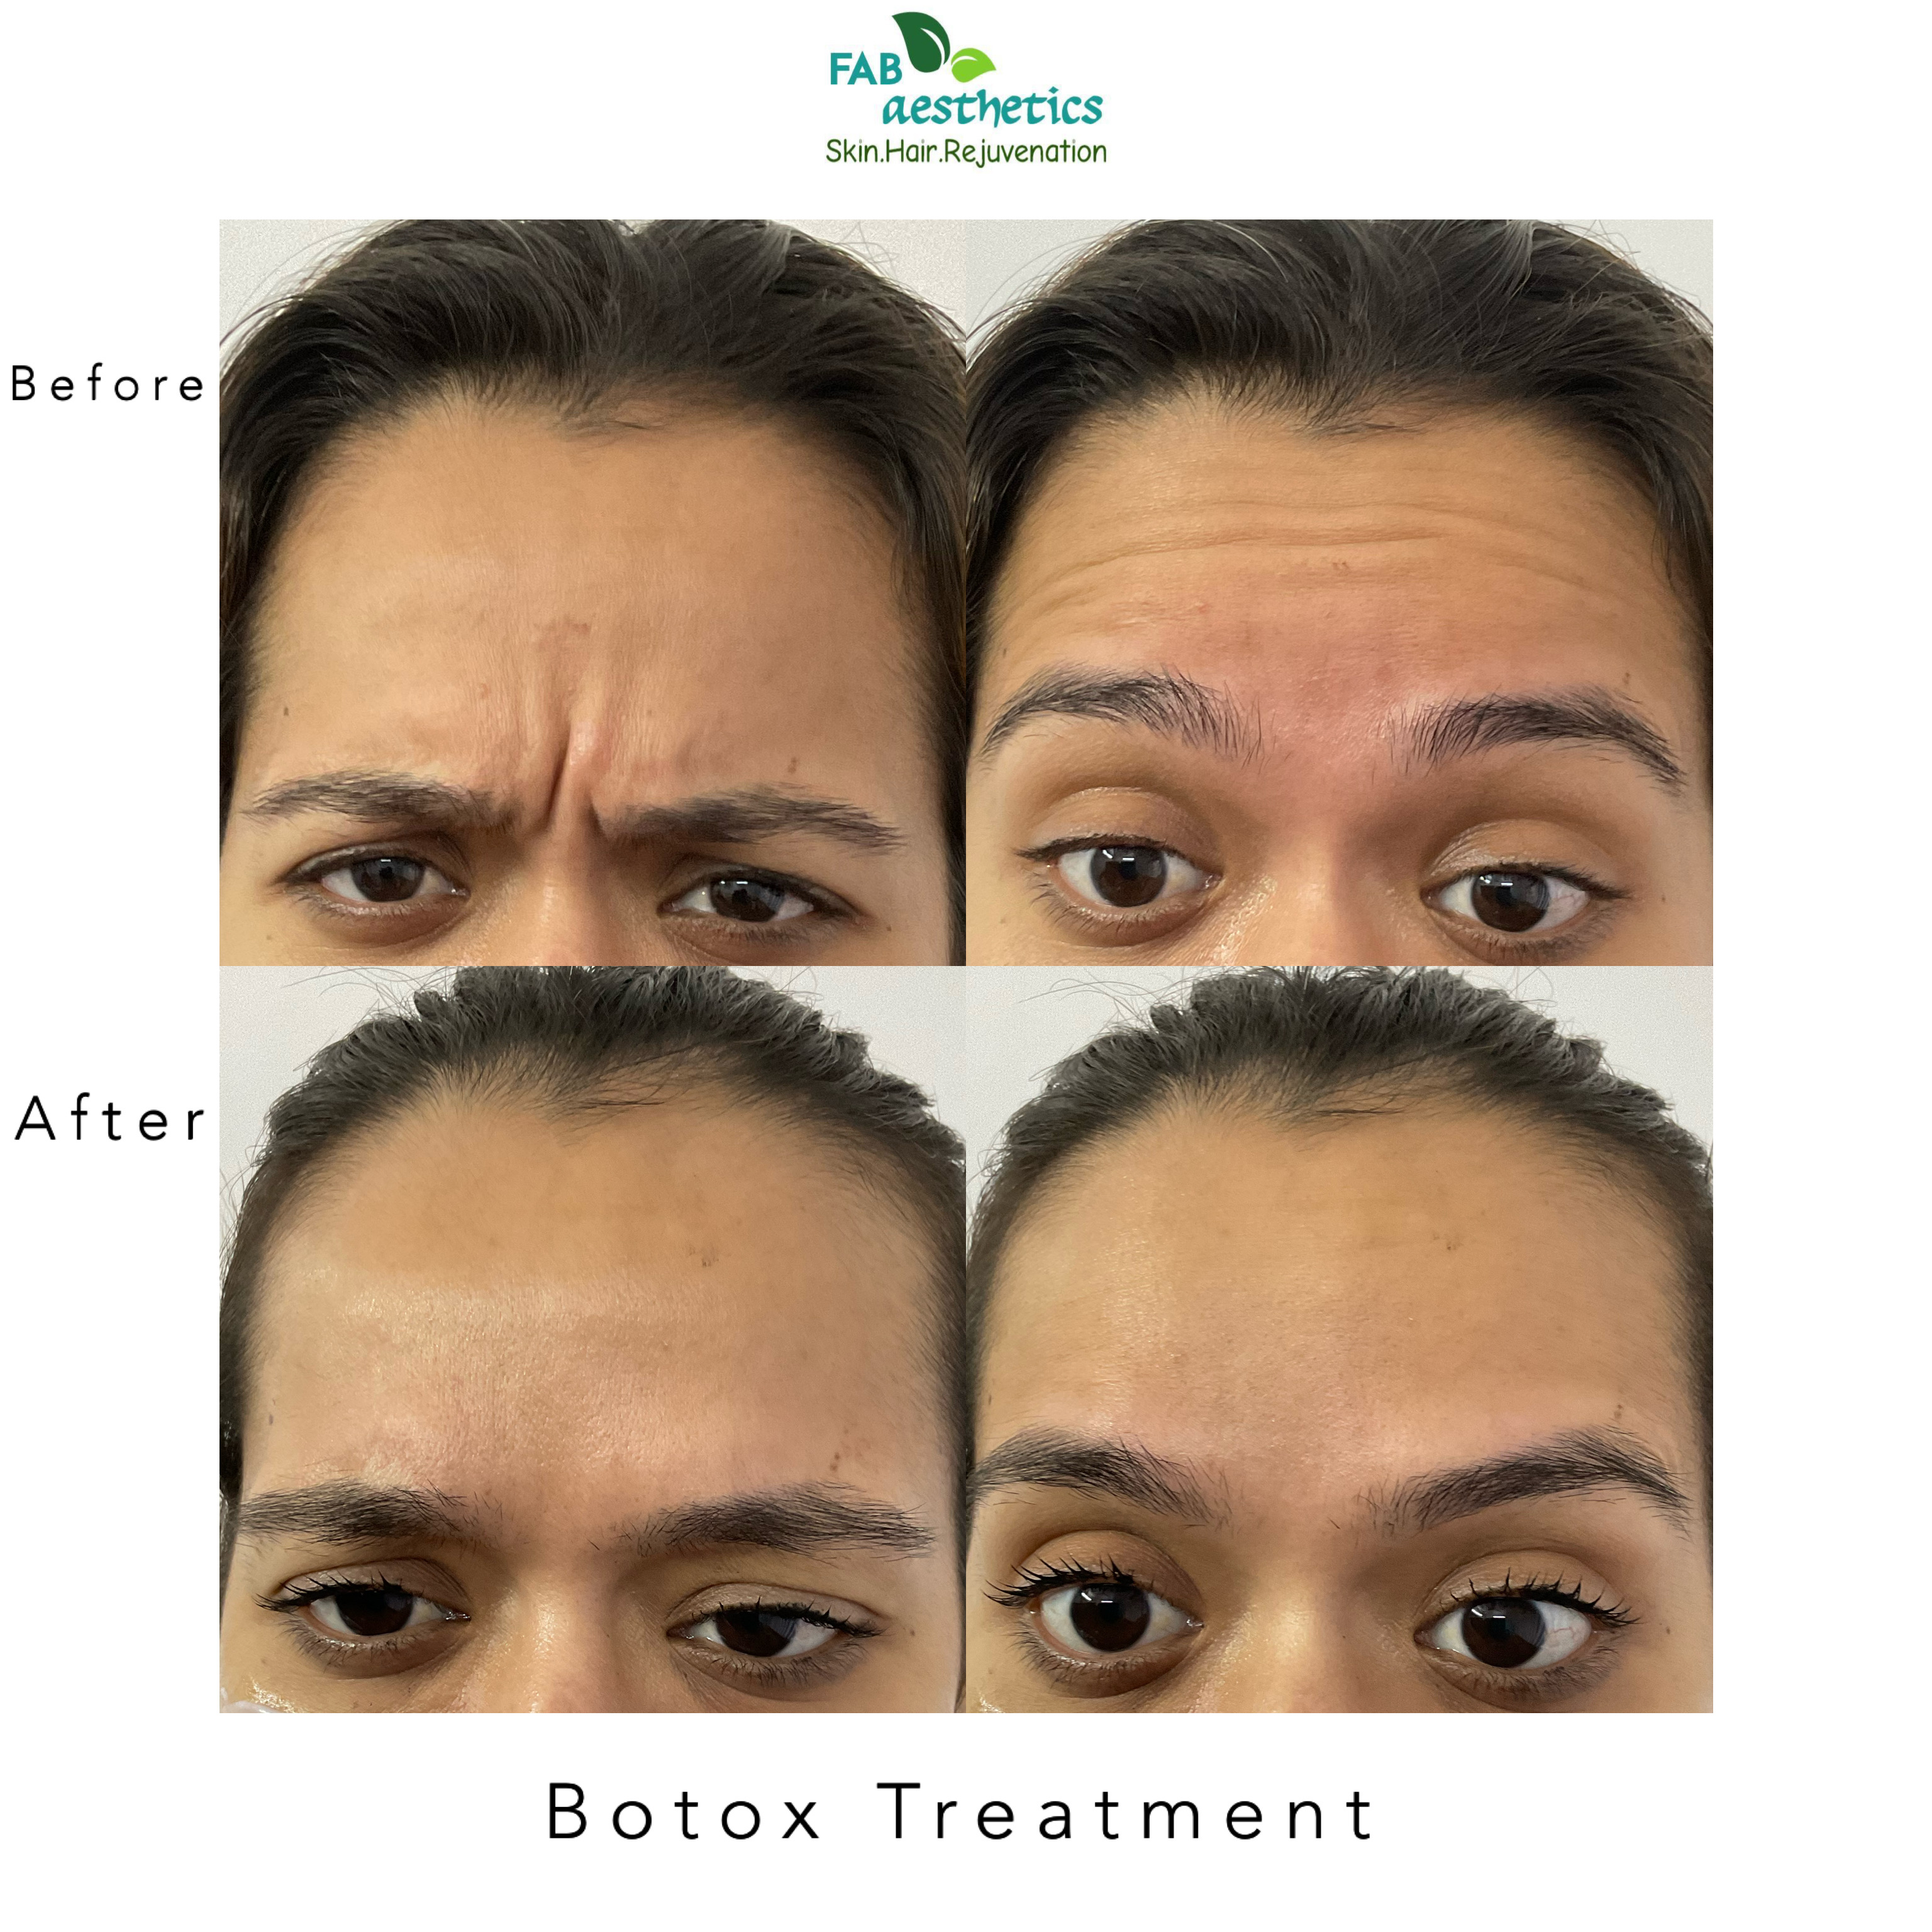 FAB
aesthetics
Skin.Hair.Rejuvenation
Before
After
Botox Treatment